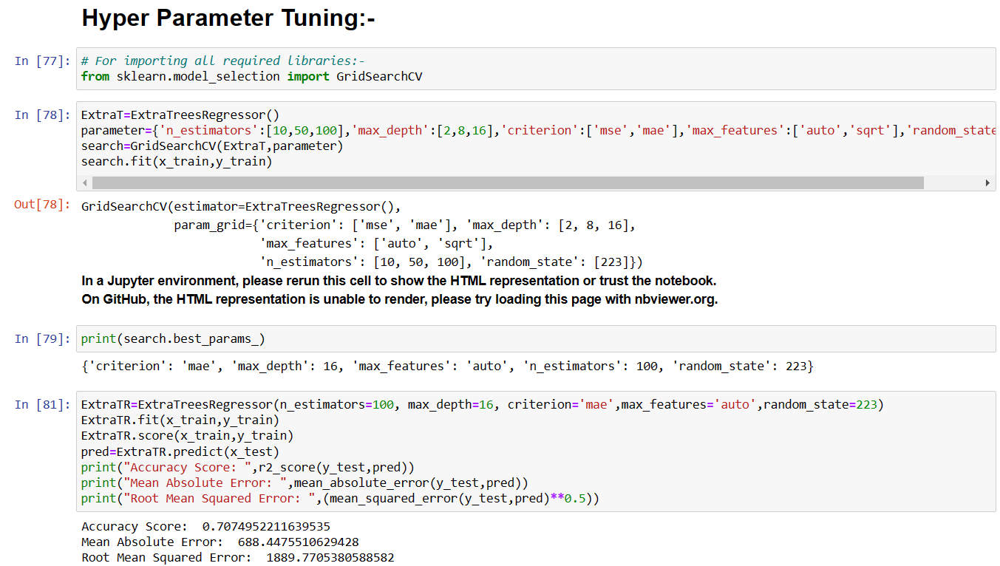 Hyper Parameter Tuning:-
In [77]: # For importing all required libraries:-
from sklearn.model_selection import GridSearchCV
In [78]: ExtraT=ExtraTreesRegressor()
parameter={'n_estimators':[10,50,100],'max_depth':[2,8,16],'criterion':['mse','mae'],'max_features':['auto','sqrt'],'random_state
search=GridSearchCV(ExtraT,parameter)
search.fit(x_train,y_train)
Out[78]: GridSearchCV(estimator=ExtraTreesRegressor(),
param_grid={'criterion': ['mse', 'mae'], 'max_depth': [2, 8, 16],
'max_features': ['auto', 'sqrt'],
'n_estimators': [10, 50, 100], 'random_state': [223]})
In a Jupyter environment, please rerun this cell to show the HTML representation or trust the notebook.
On GitHub, the HTML representation is unable to render, please try loading this page with nbviewer.org.
In [79]: print(search.best_params_)
{'criterion': 'mae', 'max_depth': 16, 'max_features': 'auto', 'n_estimators': 100, 'random_state': 223}
In [81]: ExtraTR=ExtraTreesRegressor(n_estimators=100, max_depth=16, criterion='mae',max_features='auto',random_state=223)
ExtraTR.fit(x_train,y_train)
ExtraTR.score(x_train,y_train)
pred=ExtraTR.predict(x_test)
print("Accuracy Score: ",r2_score(y_test,pred))
print("Mean Absolute Error: ",mean_absolute_error(y_test,pred))
print("Root Mean Squared Error: ",(mean_squared_error(y_test,pred)**0.5))
Accuracy Score:  0.7074952211639535
Mean Absolute Error:  688.4475510629428
Root Mean Squared Error:  1889.7705380588582